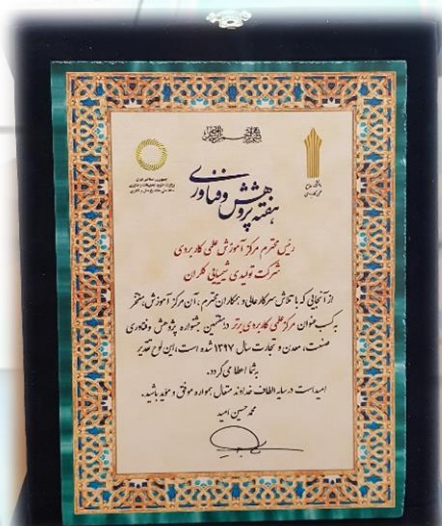 هفته پژوهش و فناوری
رئیس محترم مرکز آموزش علمی کاربردی
شرکت تولیدی شیمیایی کلران
از آنجایی که با تلاش سرکار عالی و همکاران محترم، آن مرکز آموزش، مفتخر
به کسب عنوان مرکز علمی کاربردی برتر در هفتمین جشنواره پژوهش و فناوری
صنعت، معدن و تجارت سال ۱۳۹۷ شده است، این لوح تقدیر
به شما اعطا می گردد.
امید است در سایه الطاف خداوند متعال همواره موفق و موید باشید.
محمد حسین امید